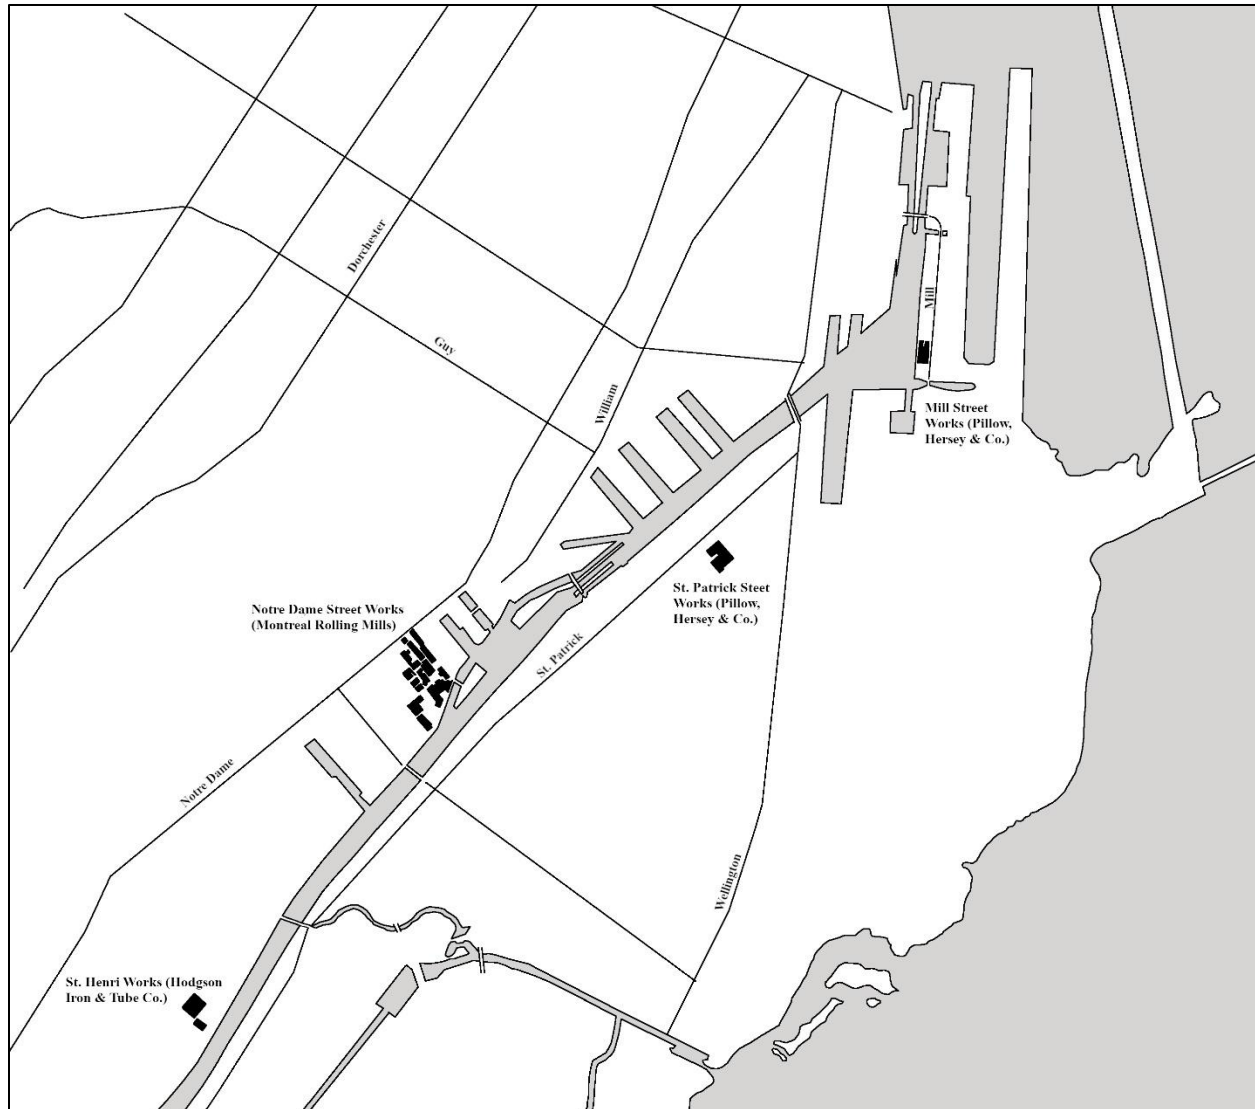 Dorchester
Guy
William
Mill
Mill Street
Works (Pillow,
Hersey & Co.)
St. Patrick Steet
Works (Pillow,
Hersey & Co.)
Notre Dame Street Works
(Montreal Rolling Mills)
St. Patrick
Notre Dame
Wellington
St. Henri Works (Hodgson
Iron & Tube Co.)